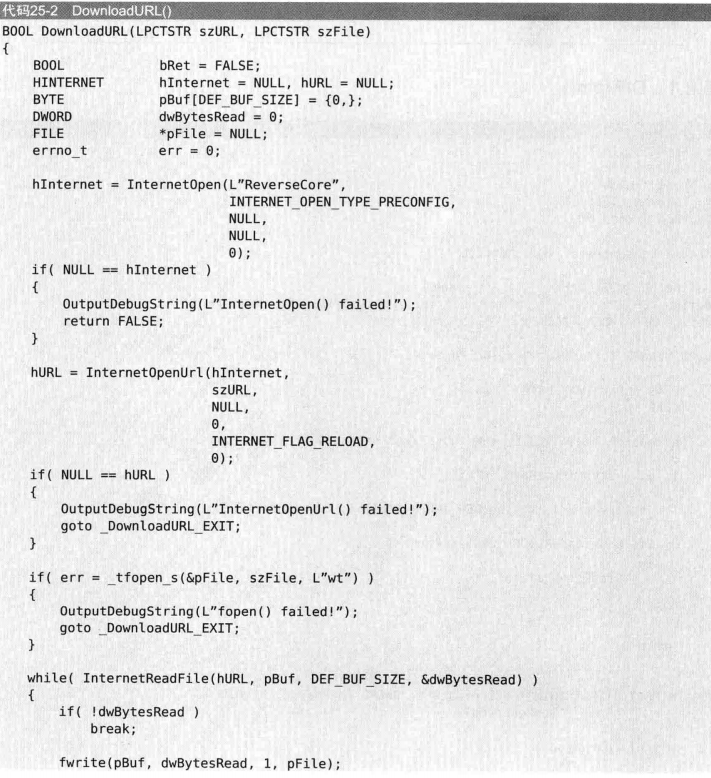 代码25-2 DownloadURL()
BOOL DownloadURL(LPCTSTR szURL, LPCTSTR szFile)
{
    BOOL            bRet = FALSE;
    HINTERNET       hInternet = NULL, hURL = NULL;
    BYTE            pBuf[DEF_BUF_SIZE] = {0,};
    DWORD           dwBytesRead = 0;
    FILE            *pFile = NULL;
    errno_t         err = 0;

    hInternet = InternetOpen(L”ReverseCore”,
                             INTERNET_OPEN_TYPE_PRECONFIG,
                             NULL,
                             NULL,
                             0);
    if( NULL == hInternet )
    {
        OutputDebugString(L”InternetOpen() failed!”);
        return FALSE;
    }

    hURL = InternetOpenUrl(hInternet,
                           szURL,
                           NULL,
                           0,
                           INTERNET_FLAG_RELOAD,
                           0);
    if( NULL == hURL )
    {
        OutputDebugString(L”InternetOpenUrl() failed!”);
        goto _DownloadURL_EXIT;
    }

    if( err = _tfopen_s(&pFile, szFile, L”wt”) )
    {
        OutputDebugString(L”fopen() failed!”);
        goto _DownloadURL_EXIT;
    }

    while( InternetReadFile(hURL, pBuf, DEF_BUF_SIZE, &dwBytesRead) )
    {
        if( !dwBytesRead )
            break;

        fwrite(pBuf, dwBytesRead, 1, pFile);